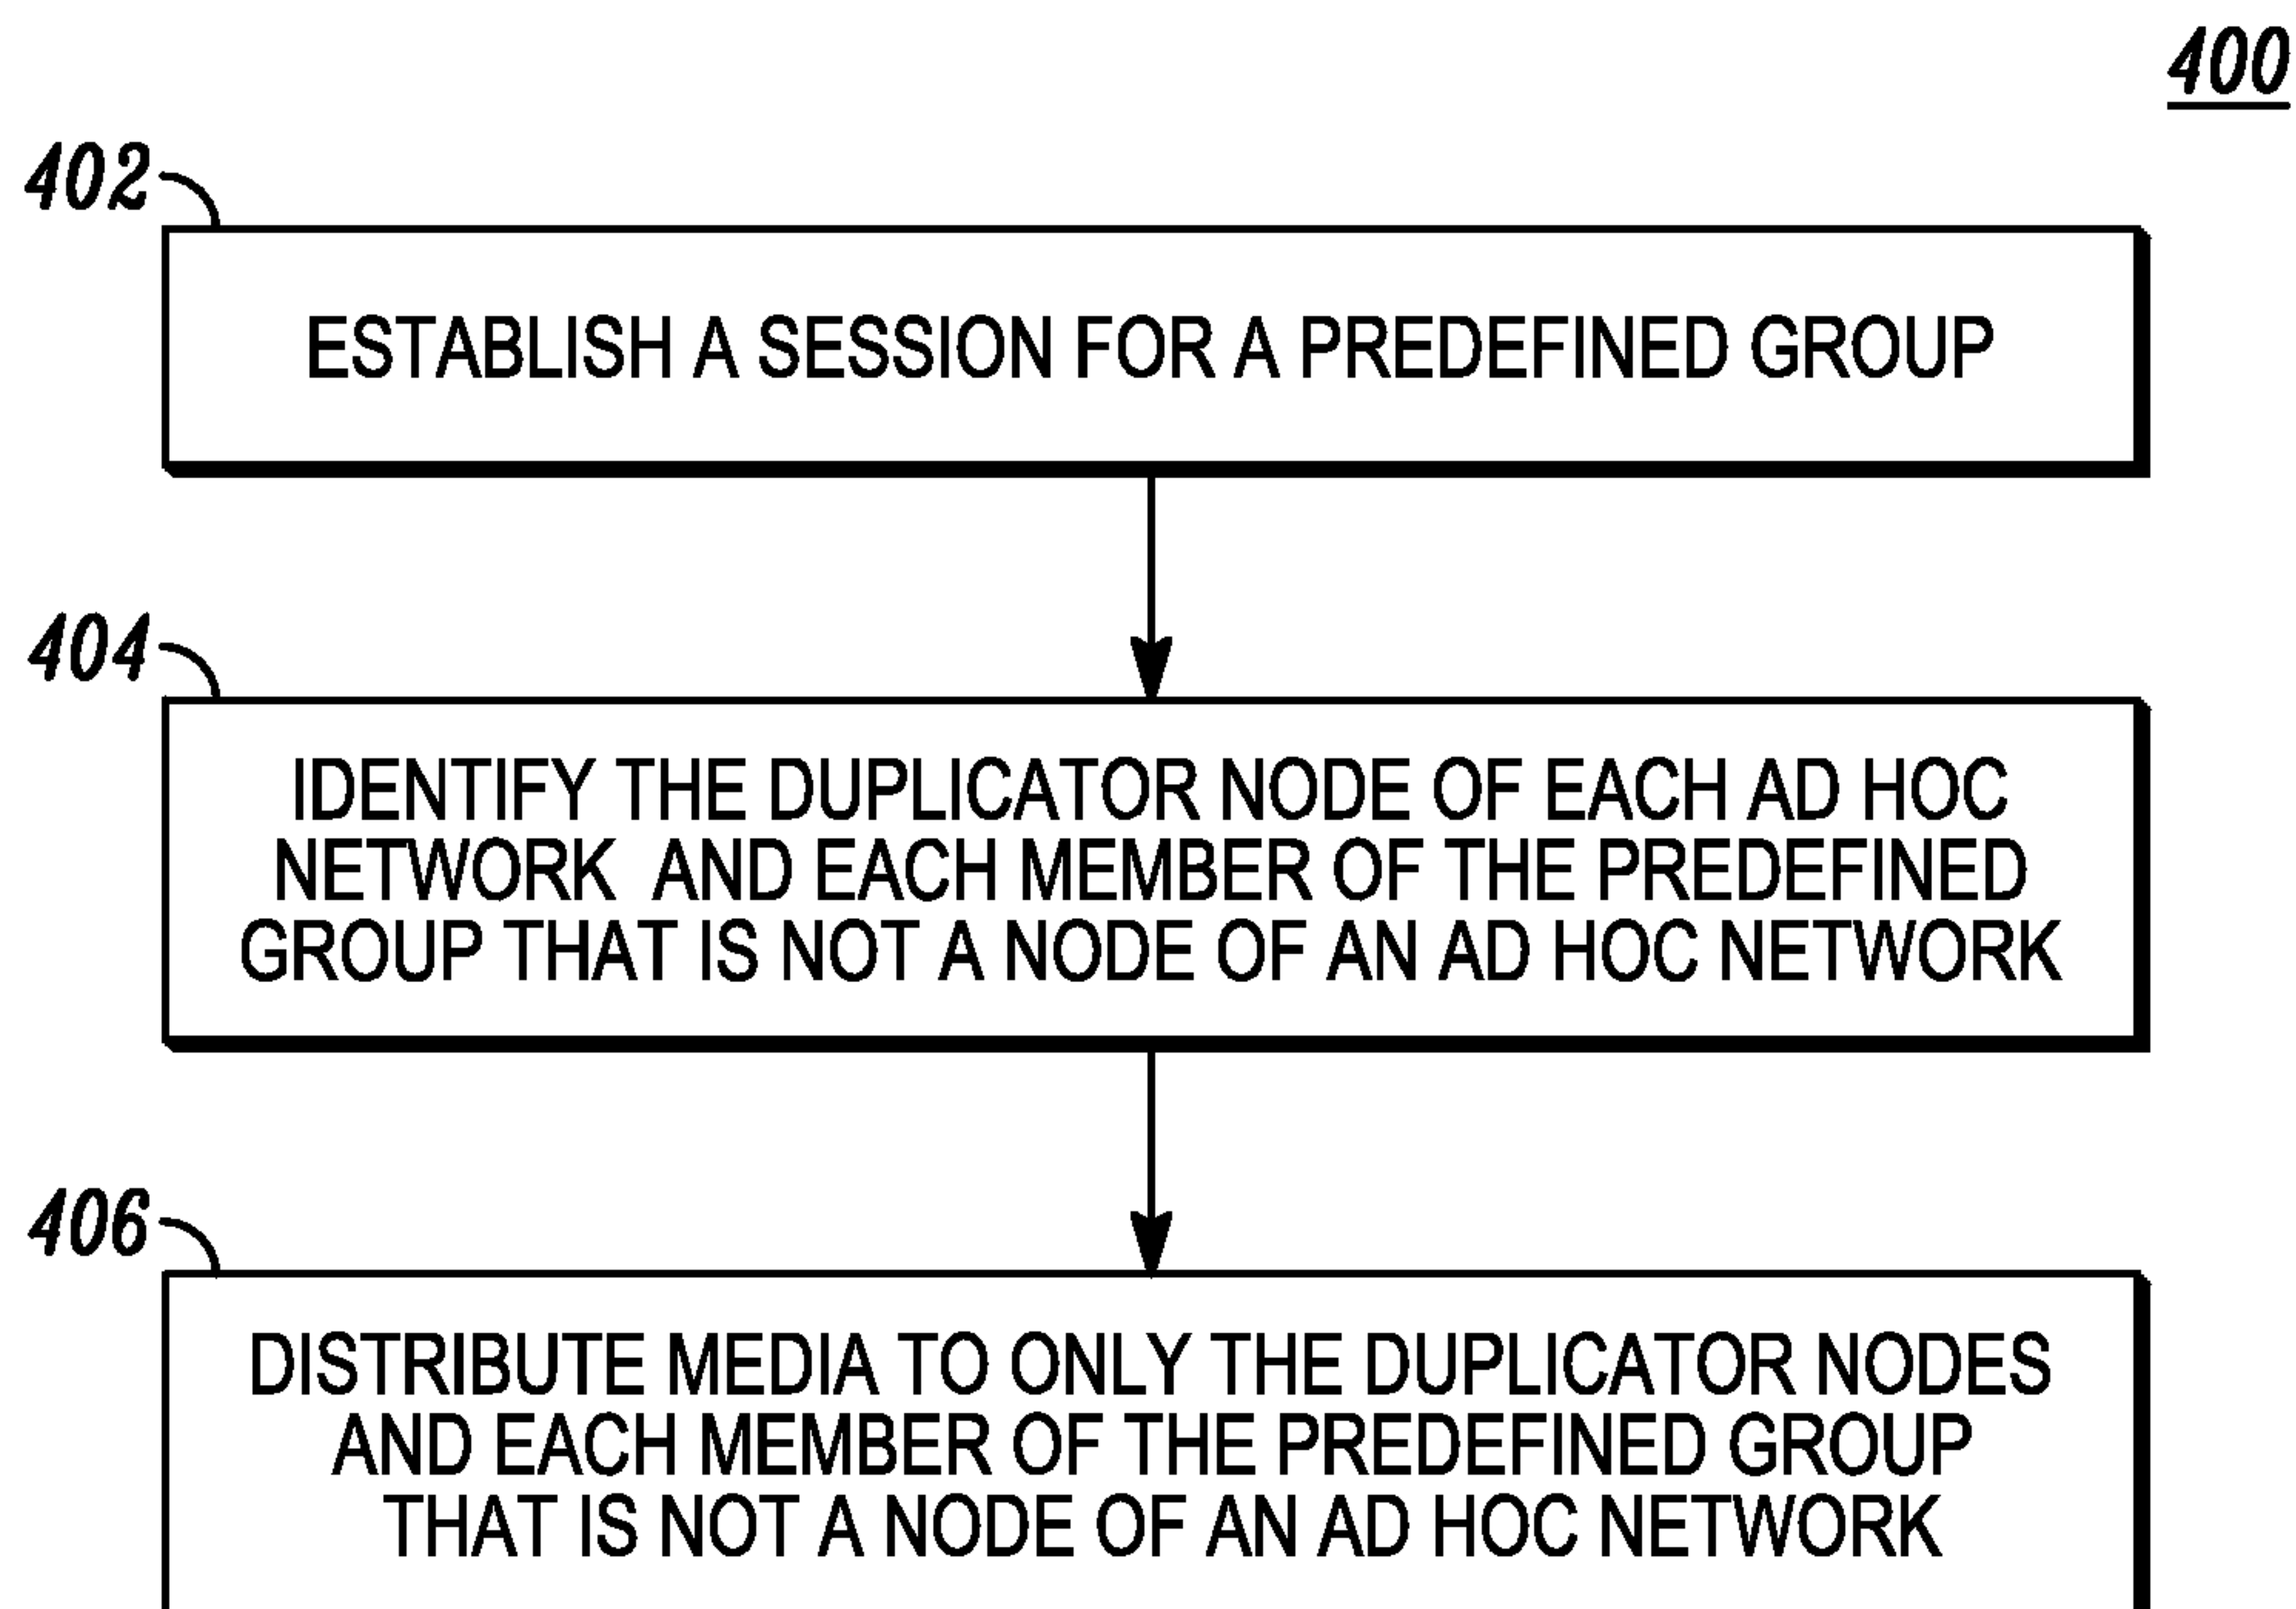 400
402
ESTABLISH A SESSION FOR A PREDEFINED GROUP
404
IDENTIFY THE DUPLICATOR NODE OF EACH AD HOC
NETWORK AND EACH MEMBER OF THE PREDEFINED
GROUP THAT IS NOT A NODE OF AN AD HOC NETWORK
406
DISTRIBUTE MEDIA TO ONLY THE DUPLICATOR NODES
AND EACH MEMBER OF THE PREDEFINED GROUP
THAT IS NOT A NODE OF AN AD HOC NETWORK